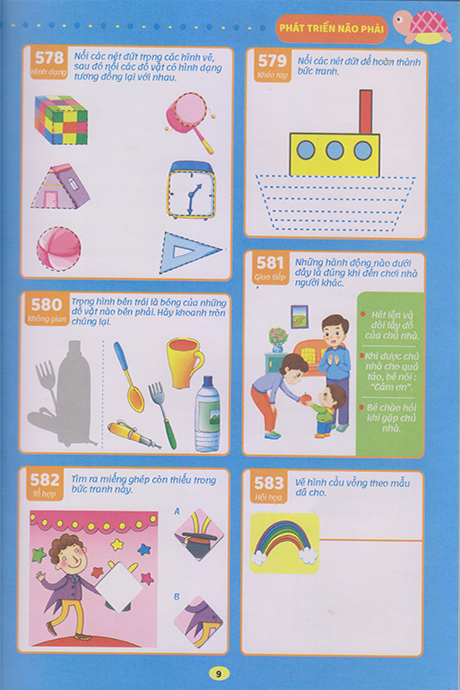 PHÁT TRIỂN NÃO PHẢI
578
Hình dạng
Nối các nét đứt trong các hình vẽ,
sau đó nối các đồ vật có hình dạng
tương đồng lại với nhau.
579
Khéo tay
Nối các nét đứt để hoàn thành
bức tranh.
580
Không gian
Trong hình bên trái là bóng của những
đồ vật nào bên phải. Hãy khoanh tròn
chúng lại.
581
Giao tiếp
Những hành động nào dưới
đây là đúng khi đến chơi nhà
người khác.
Hét lên và
đòi lấy đồ
của chủ nhà.
Khi được chủ
nhà cho quả
táo, bé nói :
"Cảm ơn".
Bé chào hỏi
khi gặp chủ
nhà.
582
Tổ hợp
Tìm ra miếng ghép còn thiếu trong
bức tranh này.
A
B
583
Hội họa
Vẽ hình cầu vồng theo mẫu
đã cho.
9